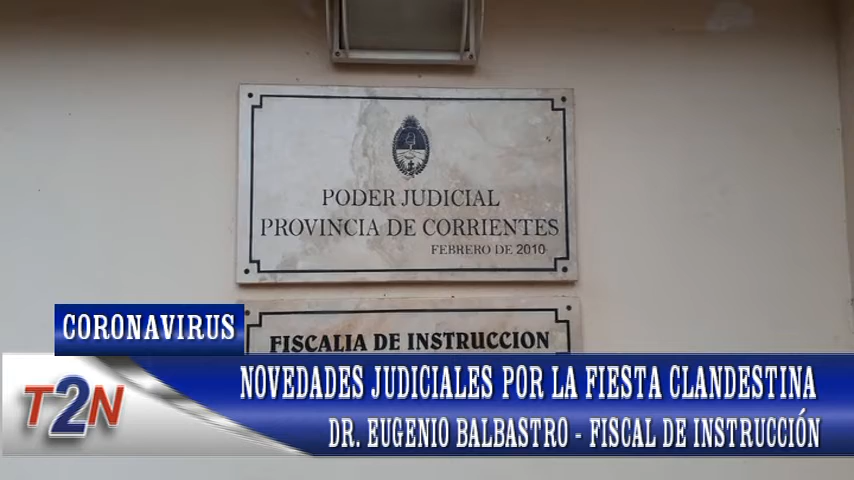 PODER JUDICIAL
PROVINCIA DE CORRIENTES
FEBRERO DE 2010
FISCALIA DE INSTRUCCION
CORONAVIRUS
NOVEDADES JUDICIALES POR LA FIESTA CLANDESTINA
T2N
DR. EUGENIO BALBASTRO - FISCAL DE INSTRUCCIÓN